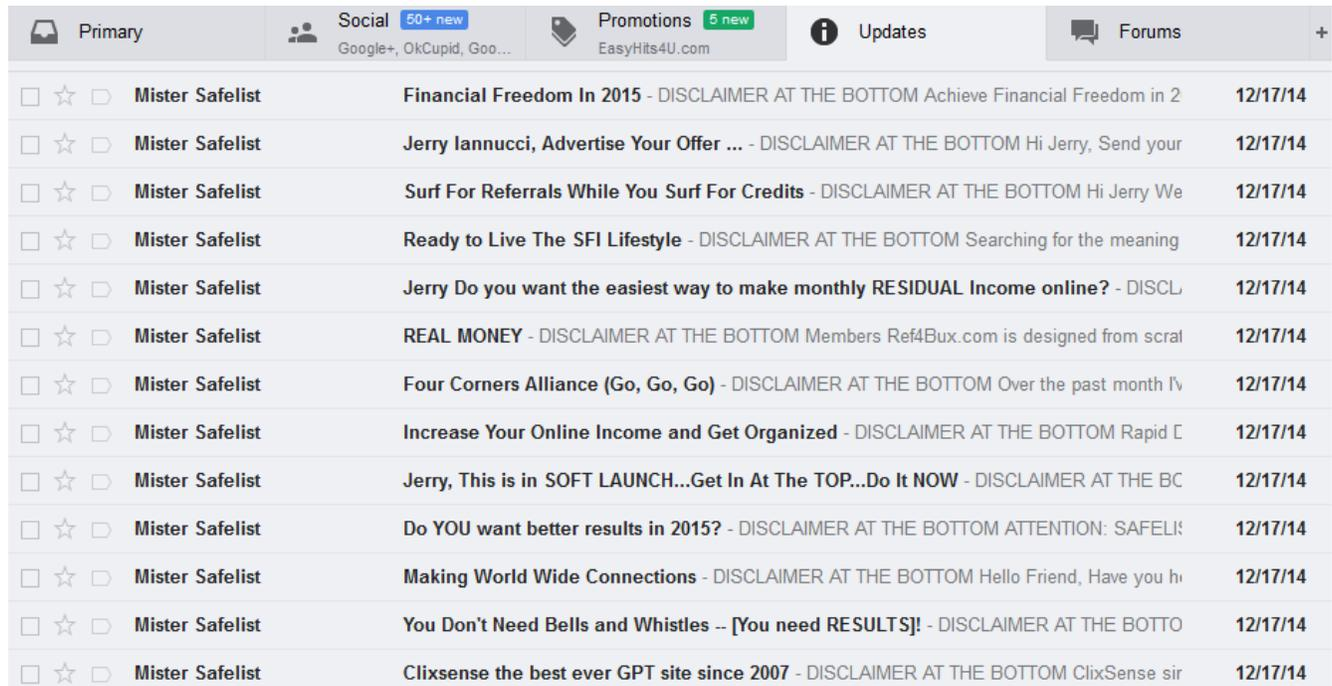 Primary
Social 50+ new
Google+, OkCupid, Goo...
Promotions 5 new
EasyHits4U.com
Updates
Forums
+
Mister Safelist Financial Freedom In 2015 - DISCLAIMER AT THE BOTTOM Achieve Financial Freedom in 2 12/17/14
Mister Safelist Jerry Iannucci, Advertise Your Offer ... - DISCLAIMER AT THE BOTTOM Hi Jerry, Send your 12/17/14
Mister Safelist Surf For Referrals While You Surf For Credits - DISCLAIMER AT THE BOTTOM Hi Jerry We 12/17/14
Mister Safelist Ready to Live The SFI Lifestyle - DISCLAIMER AT THE BOTTOM Searching for the meaning 12/17/14
Mister Safelist Jerry Do you want the easiest way to make monthly RESIDUAL Income online? - DISCL 12/17/14
Mister Safelist REAL MONEY - DISCLAIMER AT THE BOTTOM Members Ref4Bux.com is designed from scrat 12/17/14
Mister Safelist Four Corners Alliance (Go, Go, Go) - DISCLAIMER AT THE BOTTOM Over the past month 12/17/14
Mister Safelist Increase Your Online Income and Get Organized - DISCLAIMER AT THE BOTTOM Rapid 12/17/14
Mister Safelist Jerry, This is in SOFT LAUNCH...Get In At The TOP...Do It NOW - DISCLAIMER AT THE 12/17/14
Mister Safelist Do YOU want better results in 2015? - DISCLAIMER AT THE BOTTOM ATTENTION: SAFELIS 12/17/14
Mister Safelist Making World Wide Connections - DISCLAIMER AT THE BOTTOM Hello Friend, Have you 12/17/14
Mister Safelist You Don't Need Bells and Whistles -- [You need RESULTS]! - DISCLAIMER AT THE BOTTO 12/17/14
Mister Safelist Clixsense the best ever GPT site since 2007 - DISCLAIMER AT THE BOTTOM ClixSense sin 12/17/14